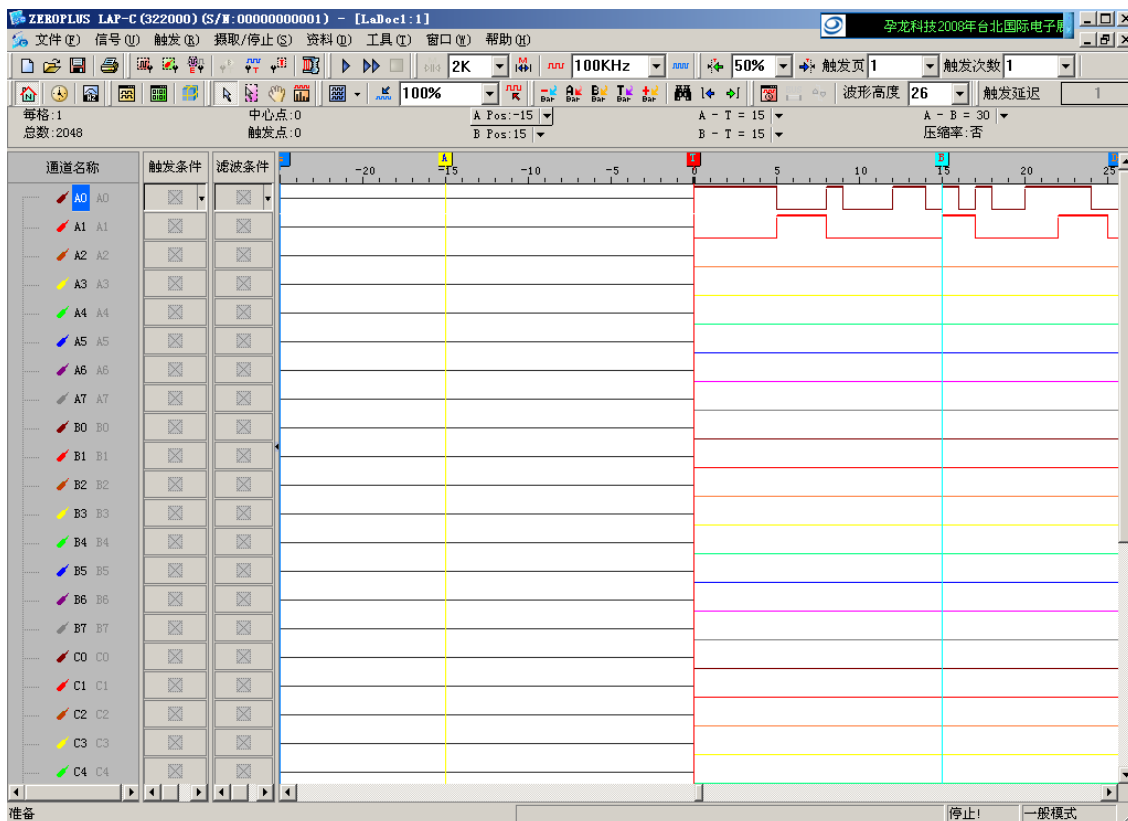 ZEROPLUS LAP-C(322000)(S/N:00000000001) - [LaDoc1:1]
孕龙科技2008年台北国际电子展
文件(F) 信号(U) 触发(R) 摄取/停止(S) 资料(D) 工具(T) 窗口(W) 帮助(H)
2K 100KHz 50% 触发页 1 触发次数 1
100% Bar Bar Bar Bar Bar 波形高度 26 触发延迟 1
每格:1 中心点:0 A Pos:-15 A - T = 15 A - B = 30
总数:2048 触发点:0 B Pos:15 B - T = 15 压缩率:否
通道名称 触发条件 滤波条件 A T B
-20 -15 -10 -5 0 5 10 15 20 25
A0 A0
A1 A1
A2 A2
A3 A3
A4 A4
A5 A5
A6 A6
A7 A7
B0 B0
B1 B1
B2 B2
B3 B3
B4 B4
B5 B5
B6 B6
B7 B7
C0 C0
C1 C1
C2 C2
C3 C3
C4 C4
准备 停止! 一般模式